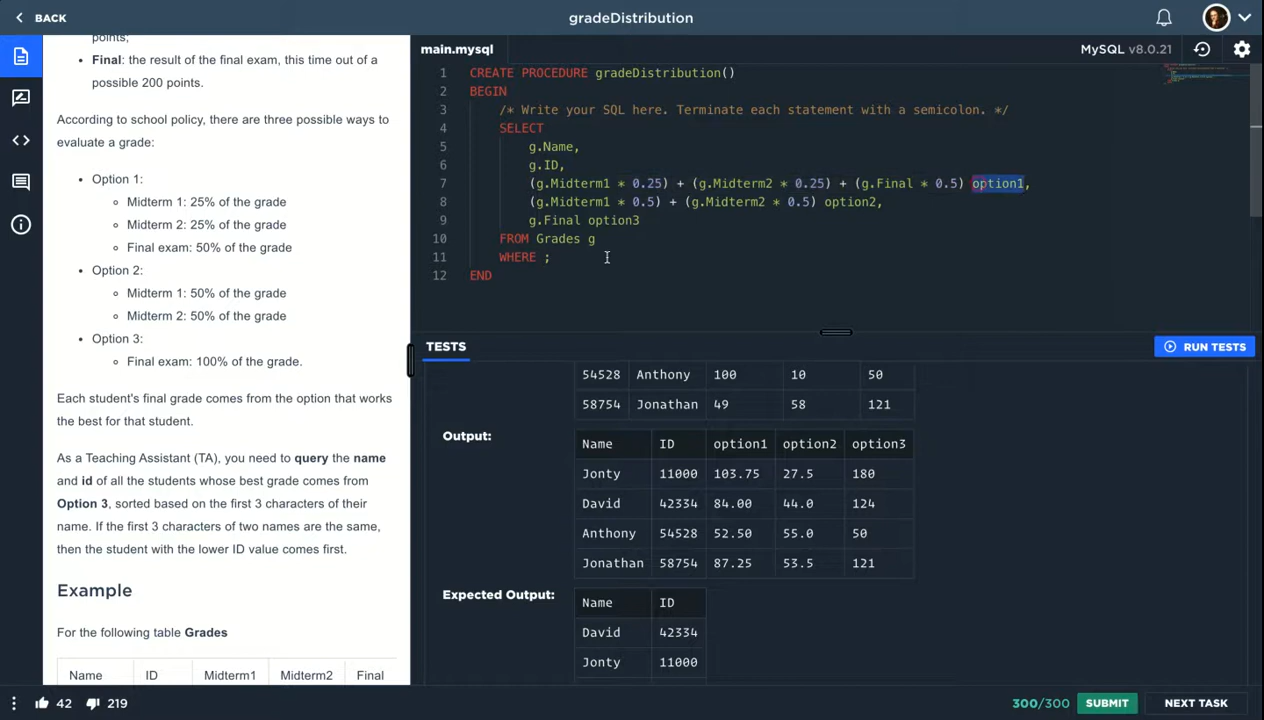 BACK
gradeDistribution
points;
Final: the result of the final exam, this time out of a
possible 200 points.
According to school policy, there are three possible ways to
evaluate a grade:
Option 1:
Midterm 1: 25% of the grade
Midterm 2: 25% of the grade
Final exam: 50% of the grade
Option 2:
Midterm 1: 50% of the grade
Midterm 2: 50% of the grade
Option 3:
Final exam: 100% of the grade.
Each student's final grade comes from the option that works
the best for that student.
As a Teaching Assistant (TA), you need to query the name
and id of all the students whose best grade comes from
Option 3, sorted based on the first 3 characters of their
name. If the first 3 characters of two names are the same,
then the student with the lower ID value comes first.
Example
For the following table Grades
Name ID Midterm1 Midterm2 Final
42 219
main.mysql
MySQL v8.0.21
1 CREATE PROCEDURE gradeDistribution()
2 BEGIN
3 /* Write your SQL here. Terminate each statement with a semicolon. */
4 SELECT
5 g.Name,
6 g.ID,
7 (g.Midterm1 * 0.25) + (g.Midterm2 * 0.25) + (g.Final * 0.5) option1,
8 (g.Midterm1 * 0.5) + (g.Midterm2 * 0.5) option2,
9 g.Final option3
10 FROM Grades g
11 WHERE ;
12 END
TESTS
RUN TESTS
54528 Anthony 100 10 50
58754 Jonathan 49 58 121
Output:
Name ID option1 option2 option3
Jonty 11000 103.75 27.5 180
David 42334 84.00 44.0 124
Anthony 54528 52.50 55.0 50
Jonathan 58754 87.25 53.5 121
Expected Output:
Name ID
David 42334
Jonty 11000
300/300 SUBMIT NEXT TASK